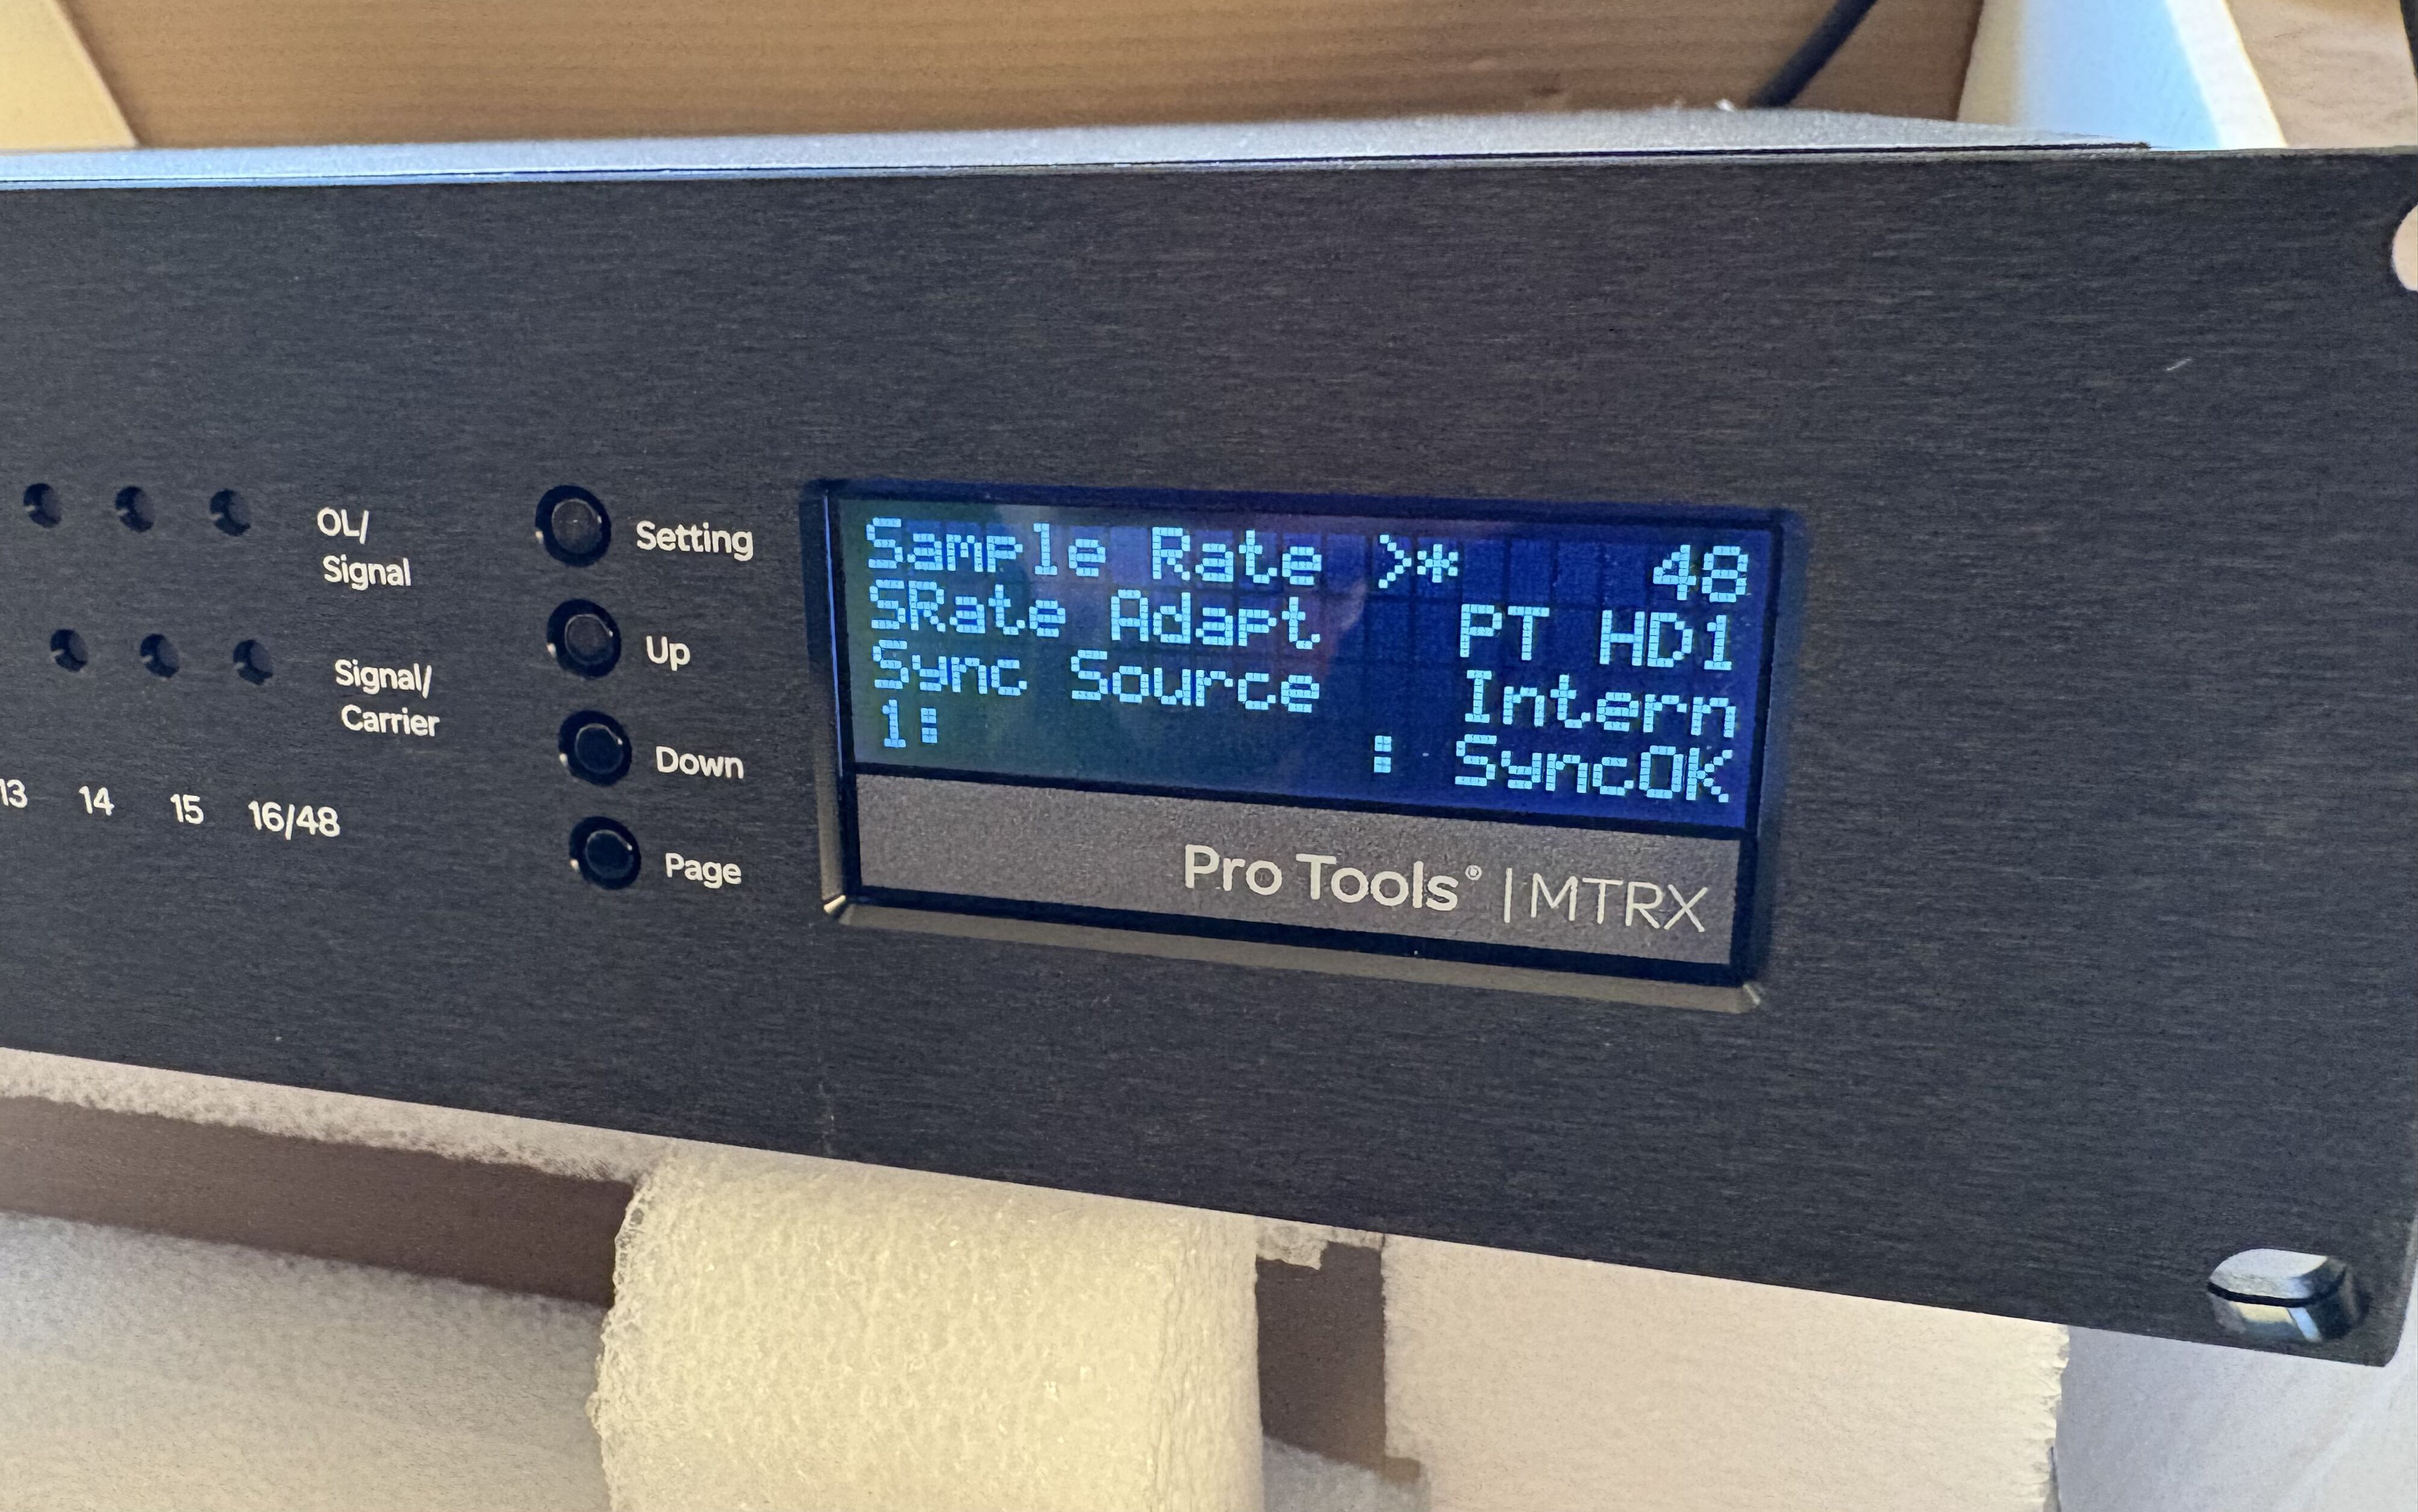 OL/
Signal
Signal/
Carrier
13 14 15 16/48
Setting
Up
Down
Page
Sample Rate >* 48
SRate Adapt PT HD1
Sync Source Intern
1: : SyncOK
Pro Tools® | MTRX